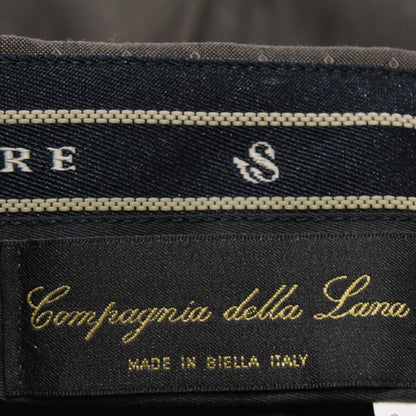 RE S
Compagnia della Lana
MADE IN BIELLA ITALY